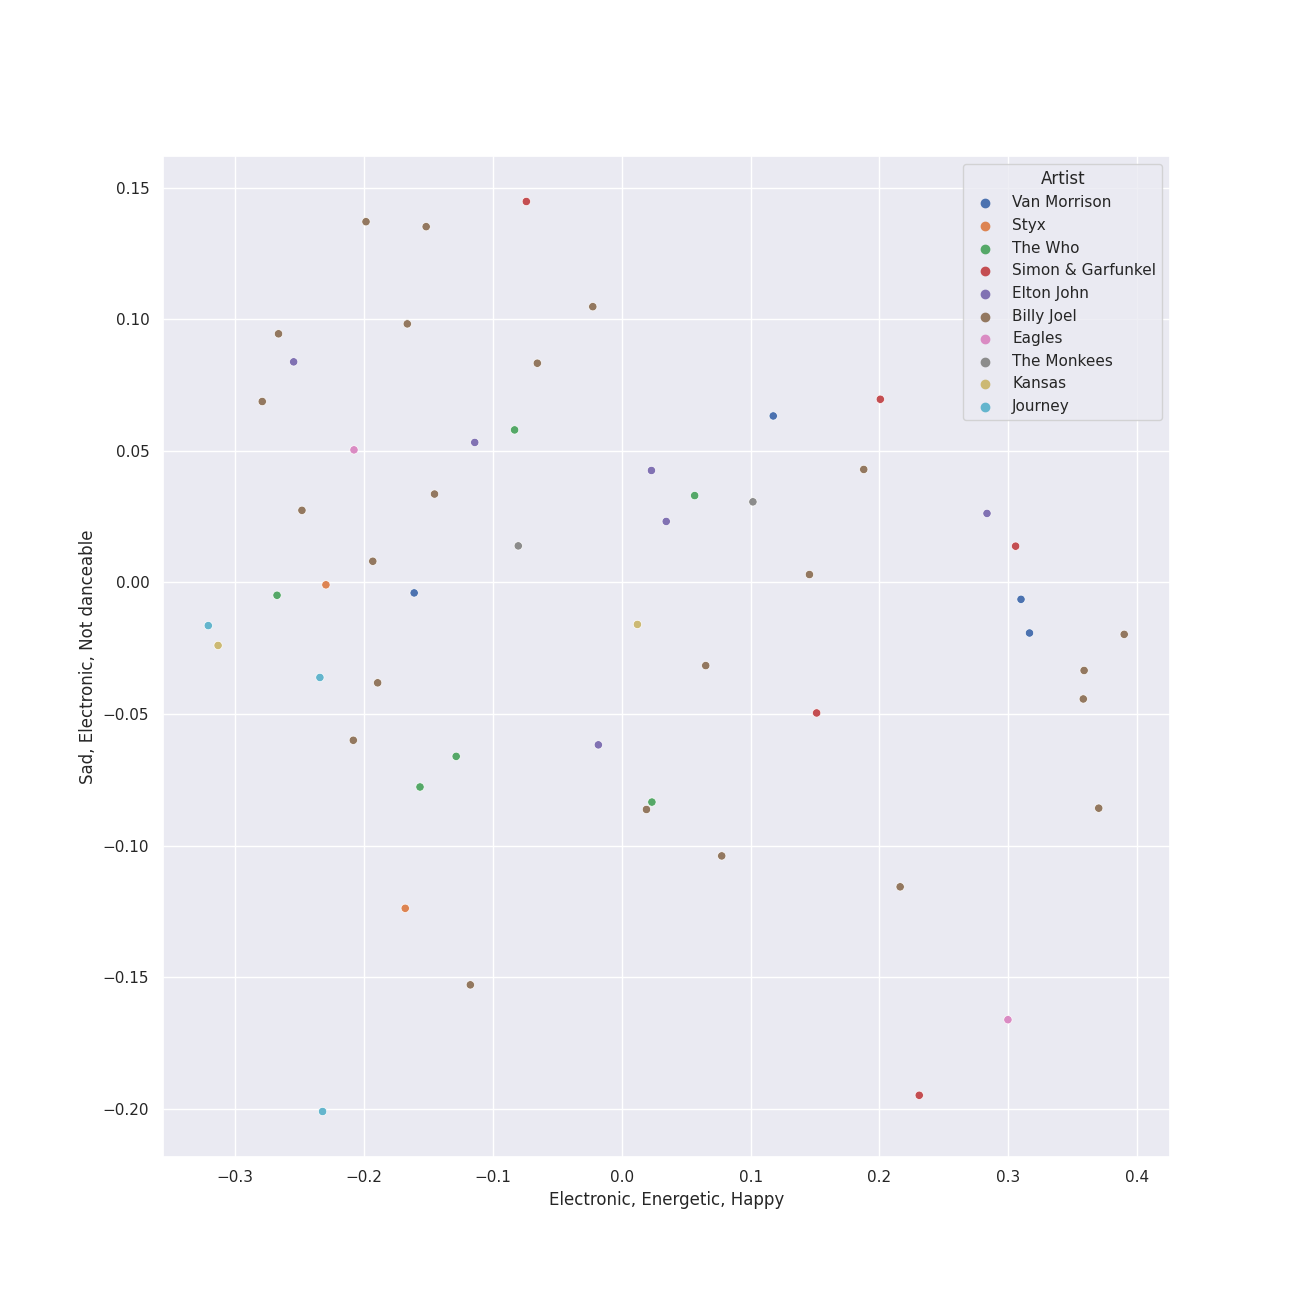 Artist
Van Morrison
Styx
The Who
Simon & Garfunkel
Elton John
Billy Joel
Eagles
The Monkees
Kansas
Journey
0.15
0.10
0.05
0.00
−0.05
−0.10
−0.15
−0.20
Sad, Electronic, Not danceable
−0.3 −0.2 −0.1 0.0 0.1 0.2 0.3 0.4
Electronic, Energetic, Happy